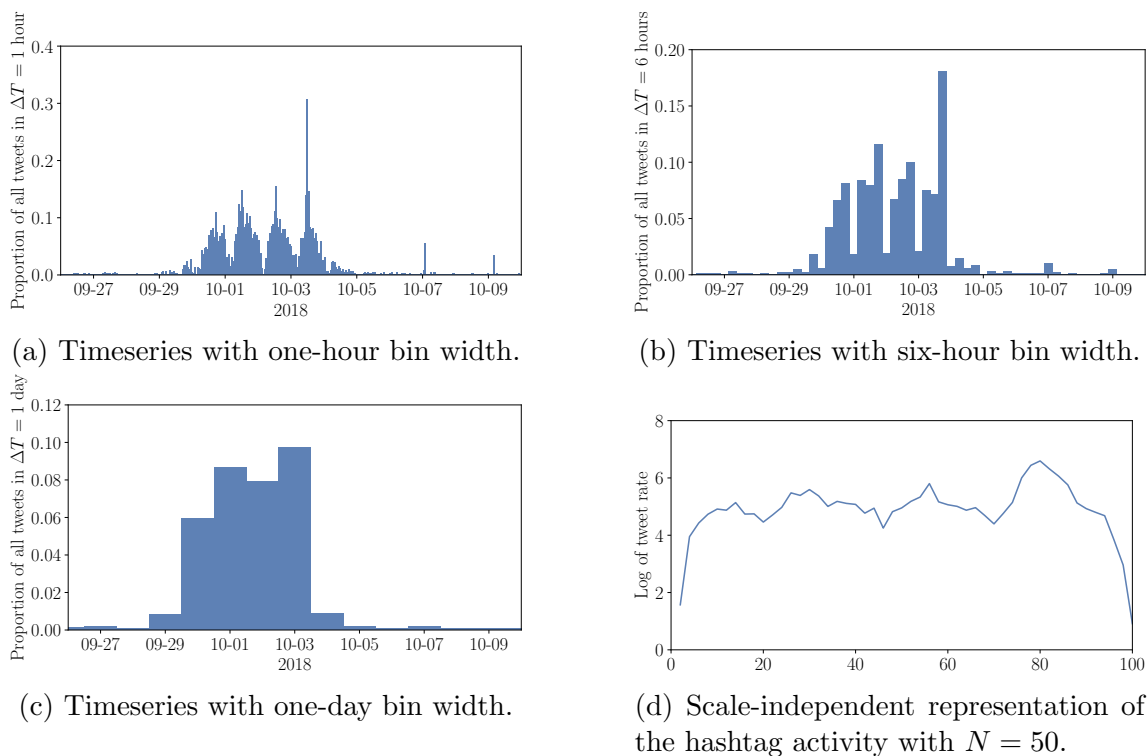 Proportion of all tweets in ΔT = 1 hour
0.4
0.3
0.2
0.1
0.0
09-27 09-29 10-01 10-03 10-05 10-07 10-09
2018
(a) Timeseries with one-hour bin width.
Proportion of all tweets in ΔT = 6 hours
0.20
0.15
0.10
0.05
0.00
09-27 09-29 10-01 10-03 10-05 10-07 10-09
2018
(b) Timeseries with six-hour bin width.
Proportion of all tweets in ΔT = 1 day
0.12
0.10
0.08
0.06
0.04
0.02
0.00
09-27 09-29 10-01 10-03 10-05 10-07 10-09
2018
(c) Timeseries with one-day bin width.
Log of tweet rate
8
6
4
2
0
0 20 40 60 80 100
(d) Scale-independent representation of
the hashtag activity with N = 50.